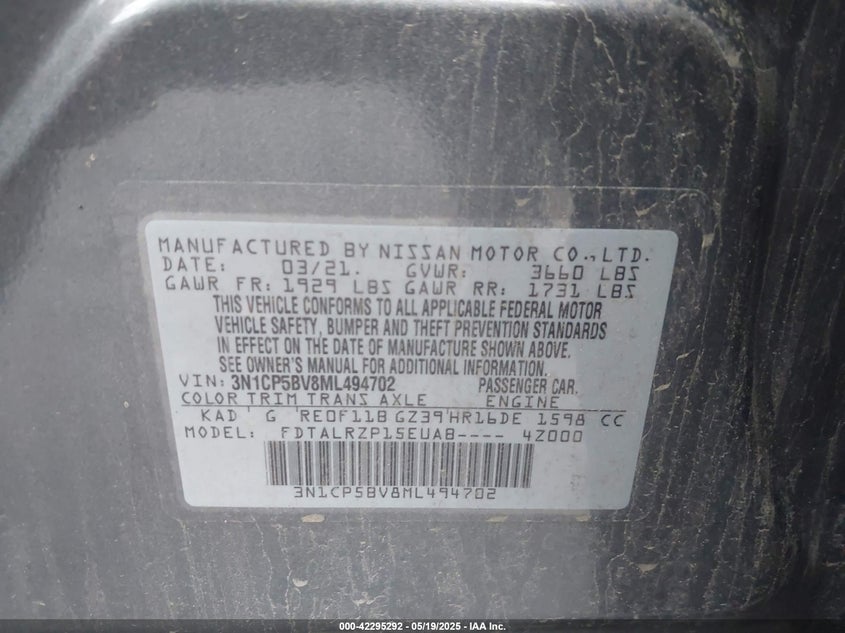 MANUFACTURED BY NISSAN MOTOR CO.,LTD.
DATE: 03/21. GVWR: 3660 LBS
GAWR FR: 1929 LBS GAWR RR: 1731 LBS
THIS VEHICLE CONFORMS TO ALL APPLICABLE FEDERAL MOTOR
VEHICLE SAFETY, BUMPER AND THEFT PREVENTION STANDARDS
IN EFFECT ON THE DATE OF MANUFACTURE SHOWN ABOVE.
SEE OWNER'S MANUAL FOR ADDITIONAL INFORMATION.
VIN: 3N1CP5BV8ML494702 PASSENGER CAR.
COLOR TRIM TRANS AXLE ENGINE
KAD G RE0F11B GZ39 HR16DE 1598 CC
MODEL: FDTALRZP15EUAB---- 4Z000
3N1CP5BV8ML494702
000-42295292 - 05/19/2025 - IAA Inc.